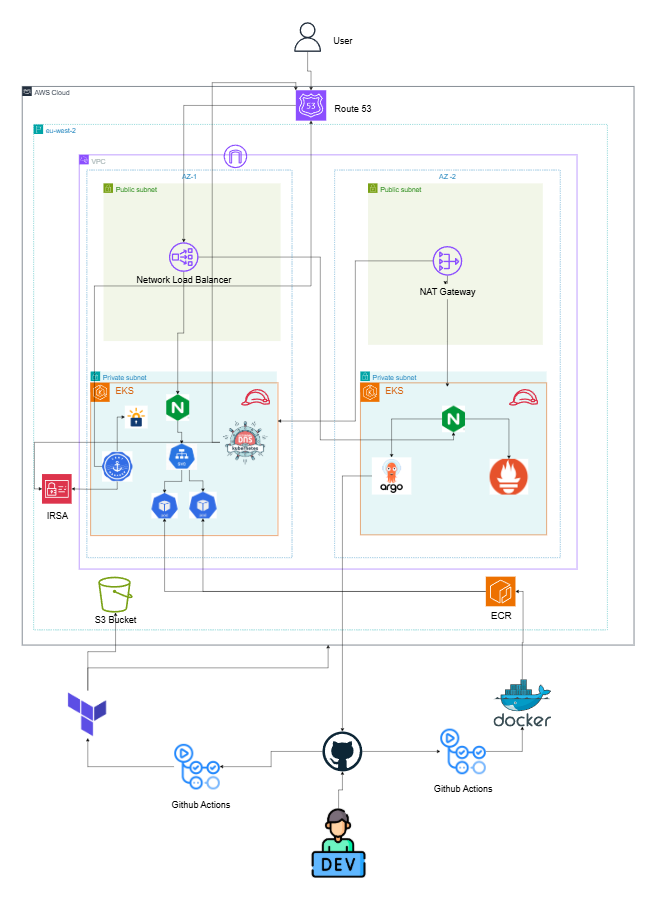 User
AWS Cloud
53
Route 53
eu-west-2
VPC
AZ-1
AZ -2
Public subnet
Public subnet
Network Load Balancer
NAT Gateway
Private subnet
Private subnet
EKS
EKS
N
N
DNS
kubernetes
argo
IRSA
S3 Bucket
ECR
docker
Github Actions
Github Actions
DEV